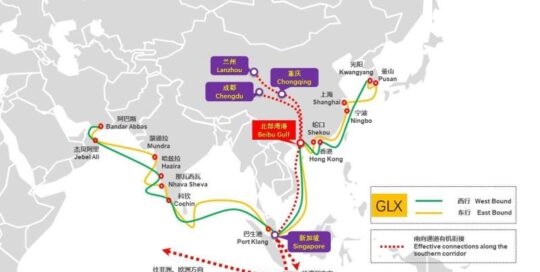 兰州
Lanzhou
重庆
Chongqing
成都
Chengdu
光阳
Kwangyang
釜山
Pusan
上海
Shanghai
宁波
Ningbo
北部湾港
Beibu Gulf
蛇口
Shekou
香港
Hong Kong
阿巴斯
Bandar Abbas
杰贝阿里
Jebel Ali
蒙德拉
Mundra
哈兹拉
Hazira
那瓦西瓦
Nhava Sheva
科钦
Cochin
巴生港
Port Klang
新加坡
Singapore
GLX
西行 West Bound
东行 East Bound
南向通道有机衔接
Effective connections along the
southern corridor